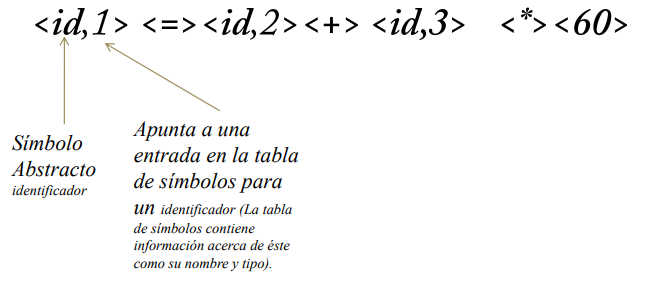 <id,1> <=> <id,2> <+> <id,3> <*> <60>
Símbolo
Abstracto
identificador
Apunta a una
entrada en la tabla
de símbolos para
un identificador (La tabla
de símbolos contiene
información acerca de éste
como su nombre y tipo).